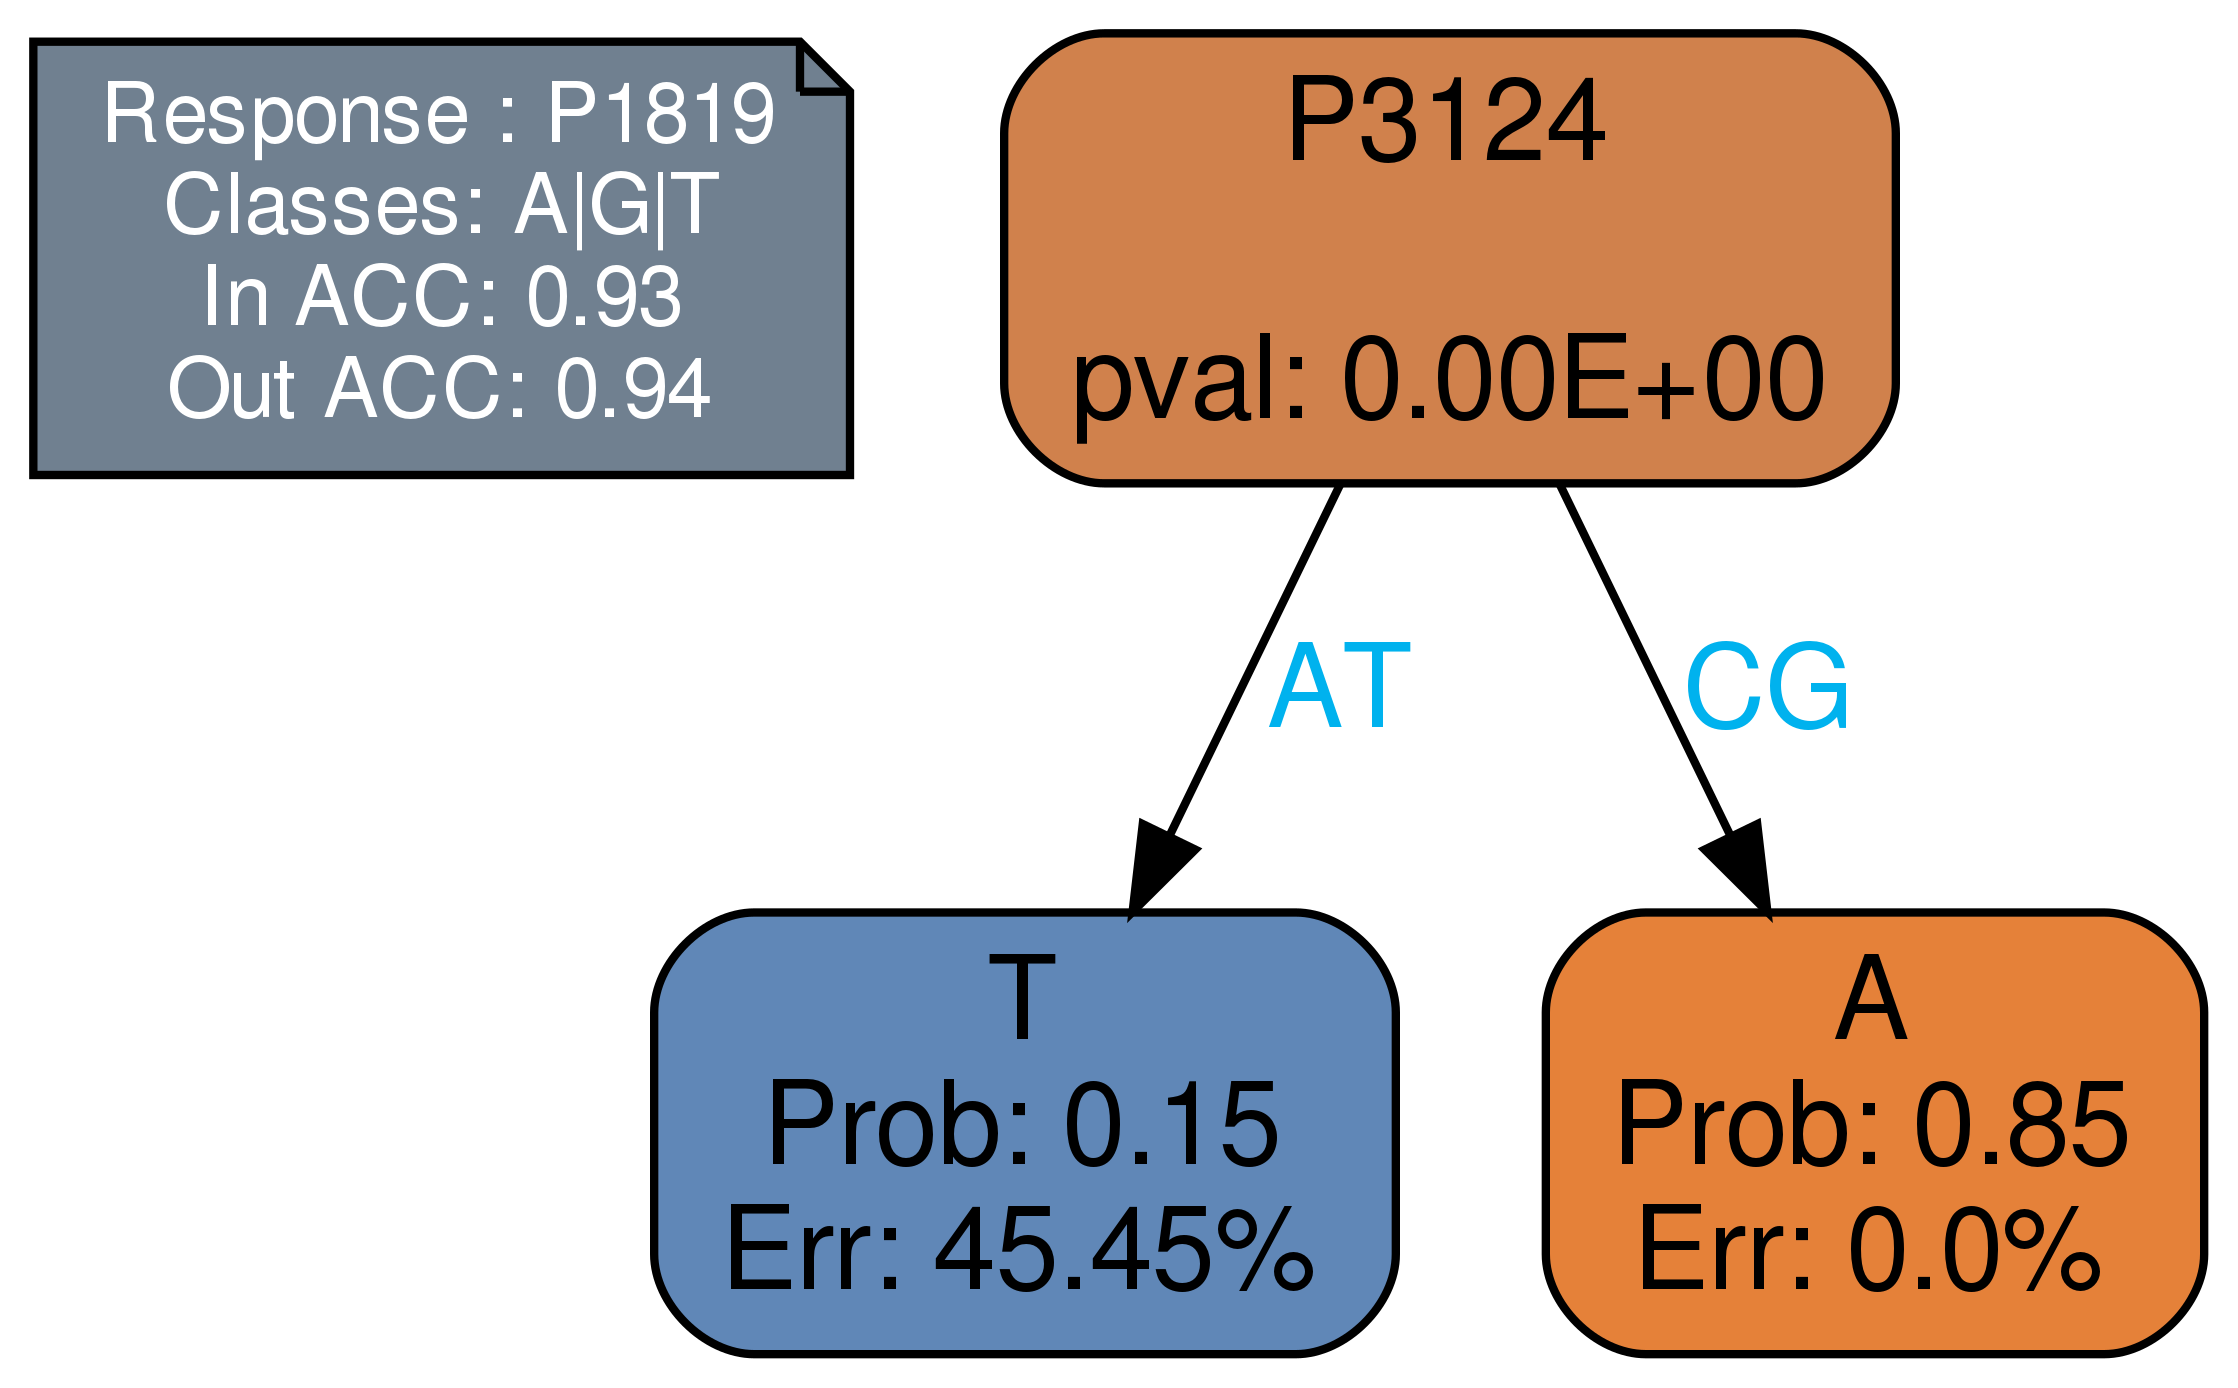 Response : P1819
Classes: A|G|T
In ACC: 0.93
Out ACC: 0.94
P3124
pval: 0.00E+00
AT
CG
T
Prob: 0.15
Err: 45.45%
A
Prob: 0.85
Err: 0.0%